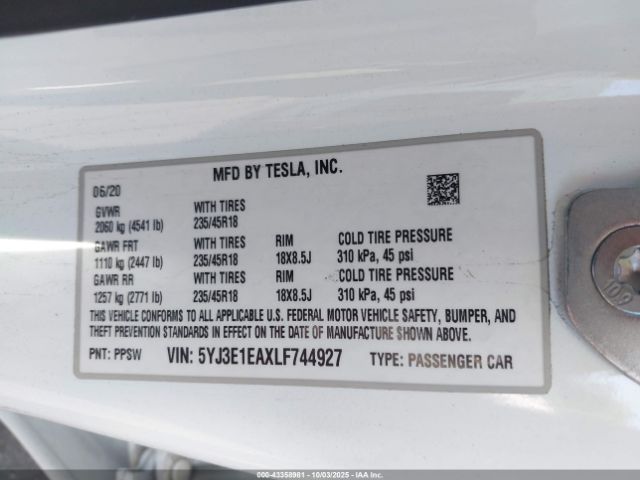 MFD BY TESLA, INC.
06/20
GVWR WITH TIRES
2060 kg (4541 lb) 235/45R18
GAWR FRT WITH TIRES RIM COLD TIRE PRESSURE
1110 kg (2447 lb) 235/45R18 18X8.5J 310 kPa, 45 psi
GAWR RR WITH TIRES RIM COLD TIRE PRESSURE
1257 kg (2771 lb) 235/45R18 18X8.5J 310 kPa, 45 psi
THIS VEHICLE CONFORMS TO ALL APPLICABLE U.S. FEDERAL MOTOR VEHICLE SAFETY, BUMPER, AND
THEFT PREVENTION STANDARDS IN EFFECT ON THE DATE OF MANUFACTURE SHOWN ABOVE.
PNT: PPSW VIN: 5YJ3E1EAXLF744927 TYPE: PASSENGER CAR
109
000-43358981 - 10/03/2025 - IAAI.COM